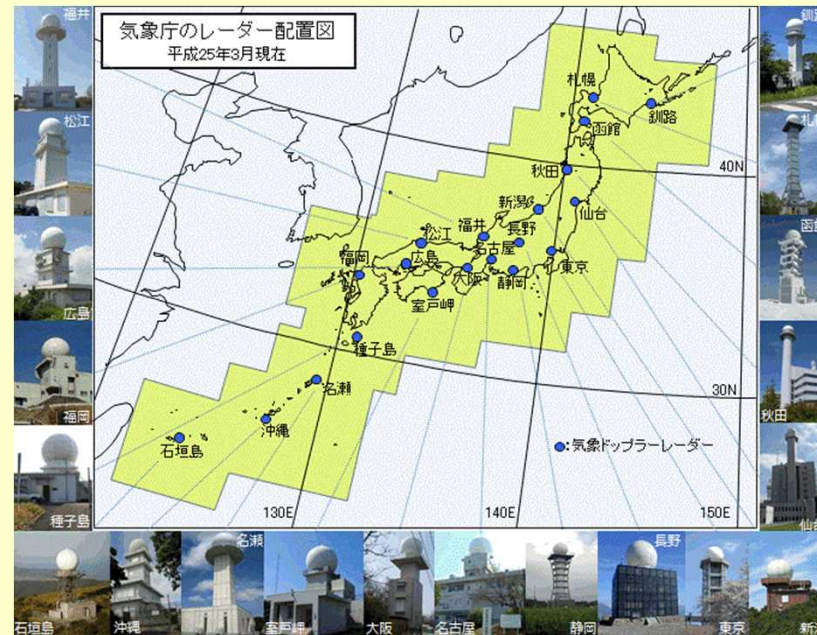 気象庁のレーダー配置図
平成25年3月現在
福井
松江
広島
福岡
種子島
札幌
釧路
函館
40N
秋田
仙台
新潟
福井
長野
松江
名古屋
福岡
広島
東京
大阪
静岡
室戸岬
種子島
30N
名瀬
沖縄
石垣島
●:気象ドップラーレーダー
130E
140E
150E
釧路
札
函館
秋田
仙台
石垣島
沖縄
名瀬
室戸岬
大阪
名古屋
静岡
長野
東京
新潟